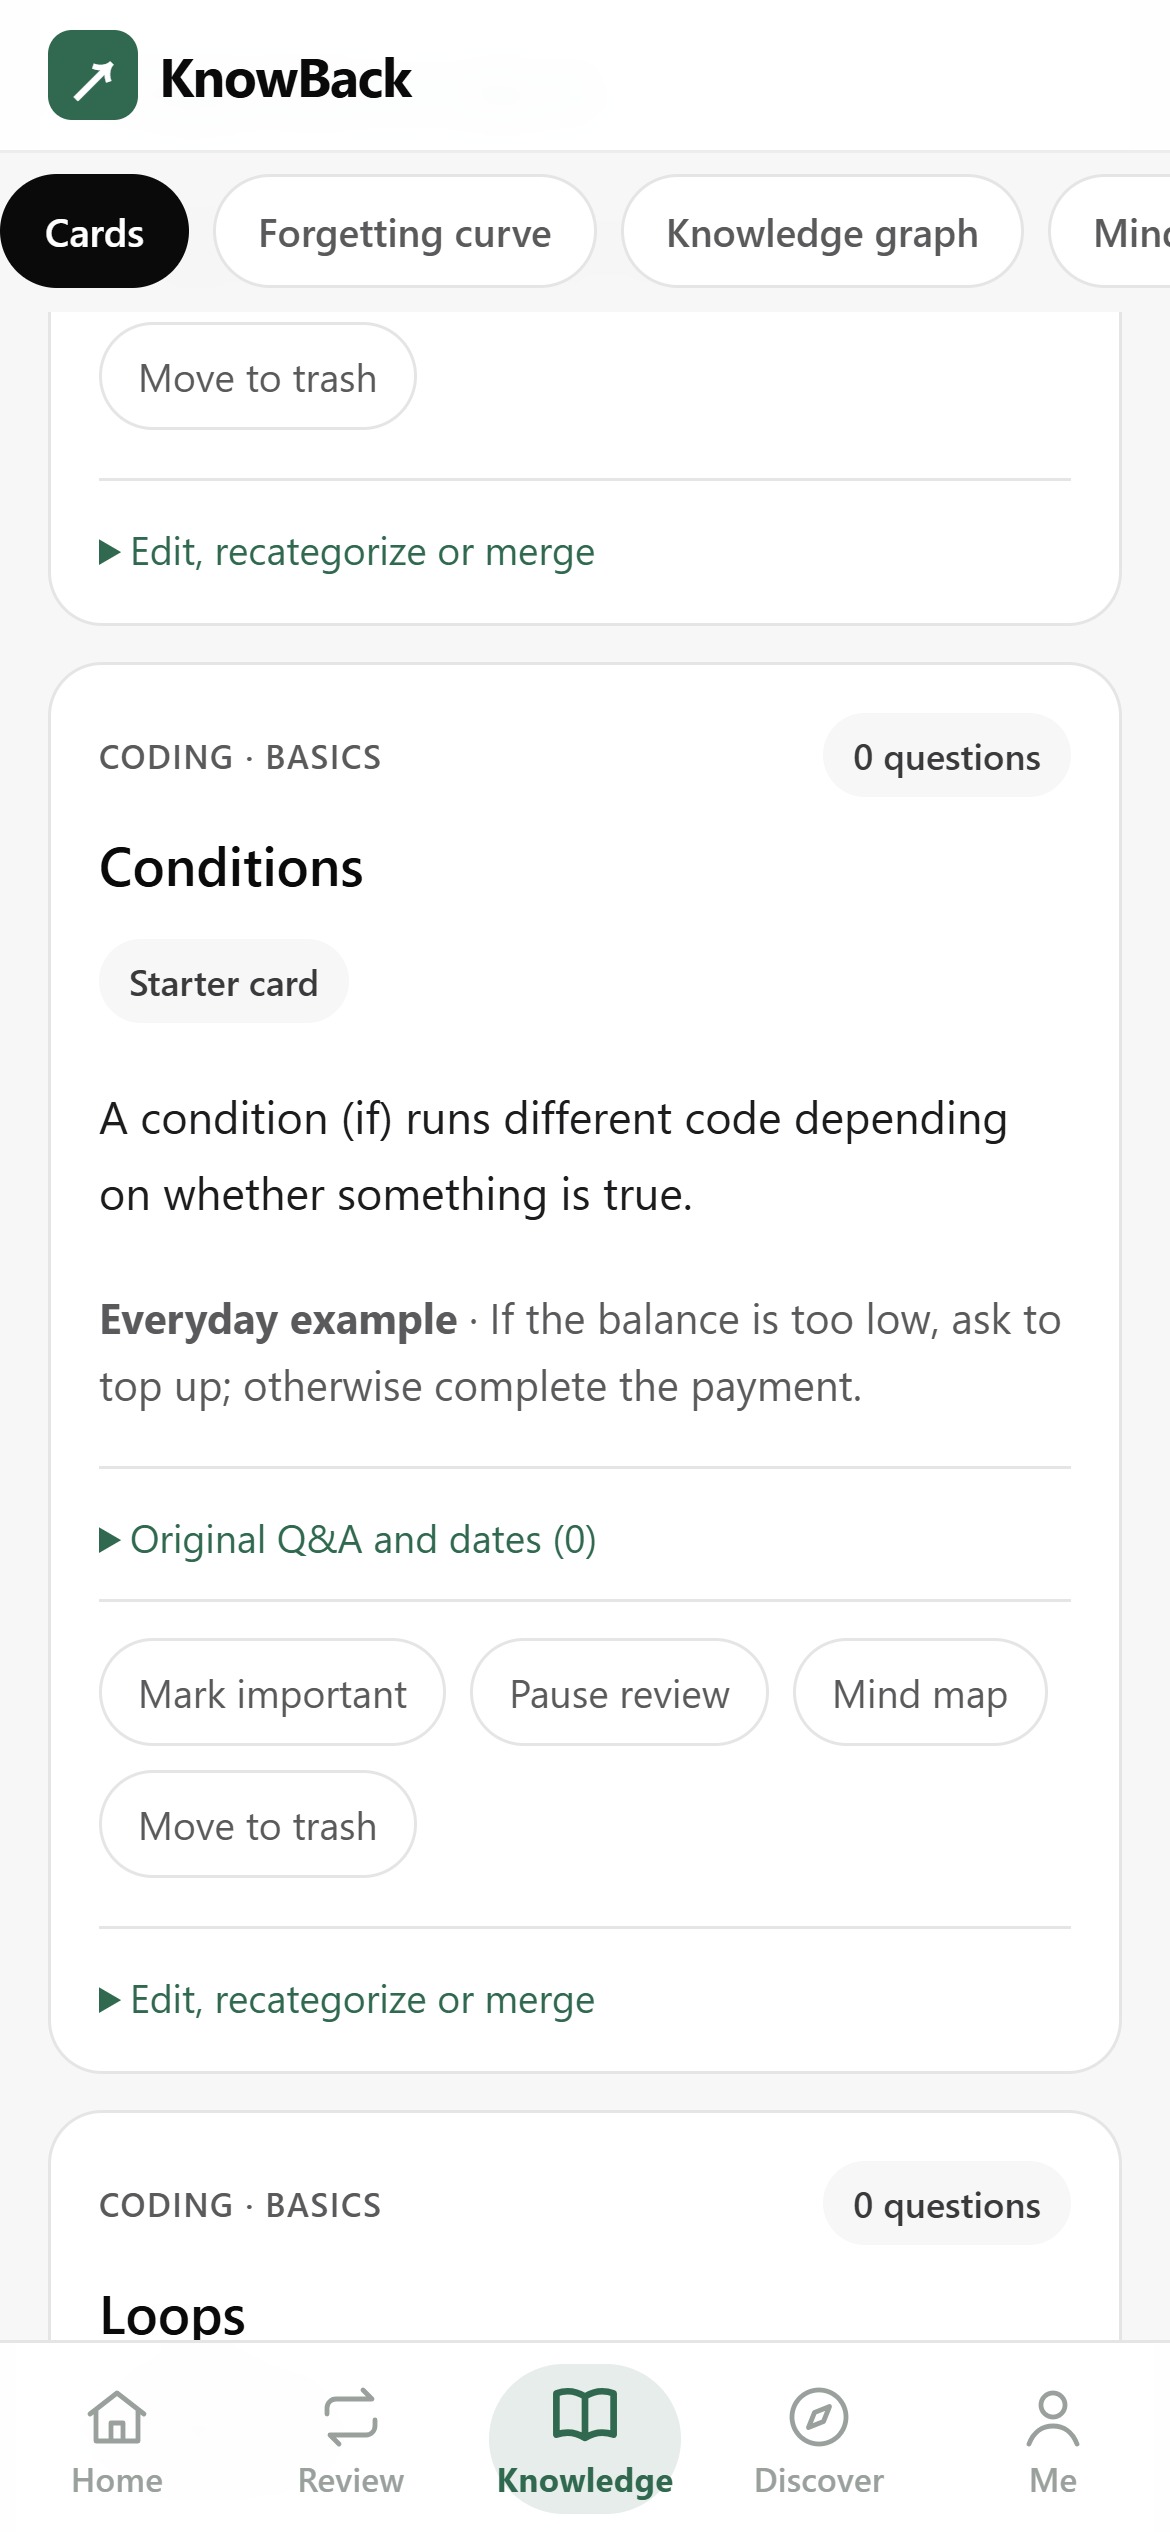 KnowBack
Cards
Forgetting curve
Knowledge graph
Move to trash
Edit, recategorize or merge
CODING · BASICS
0 questions
Conditions
Starter card
A condition (if) runs different code depending
on whether something is true.
Everyday example · If the balance is too low, ask to
top up; otherwise complete the payment.
Original Q&A and dates (0)
Mark important
Pause review
Mind map
Move to trash
Edit, recategorize or merge
CODING · BASICS
0 questions
Loops
Home
Review
Knowledge
Discover
Me